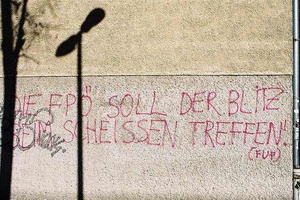 DIE FPÖ SOLL DER BLITZ
BEIM SCHEISSEN TREFFEN!
(FUP)